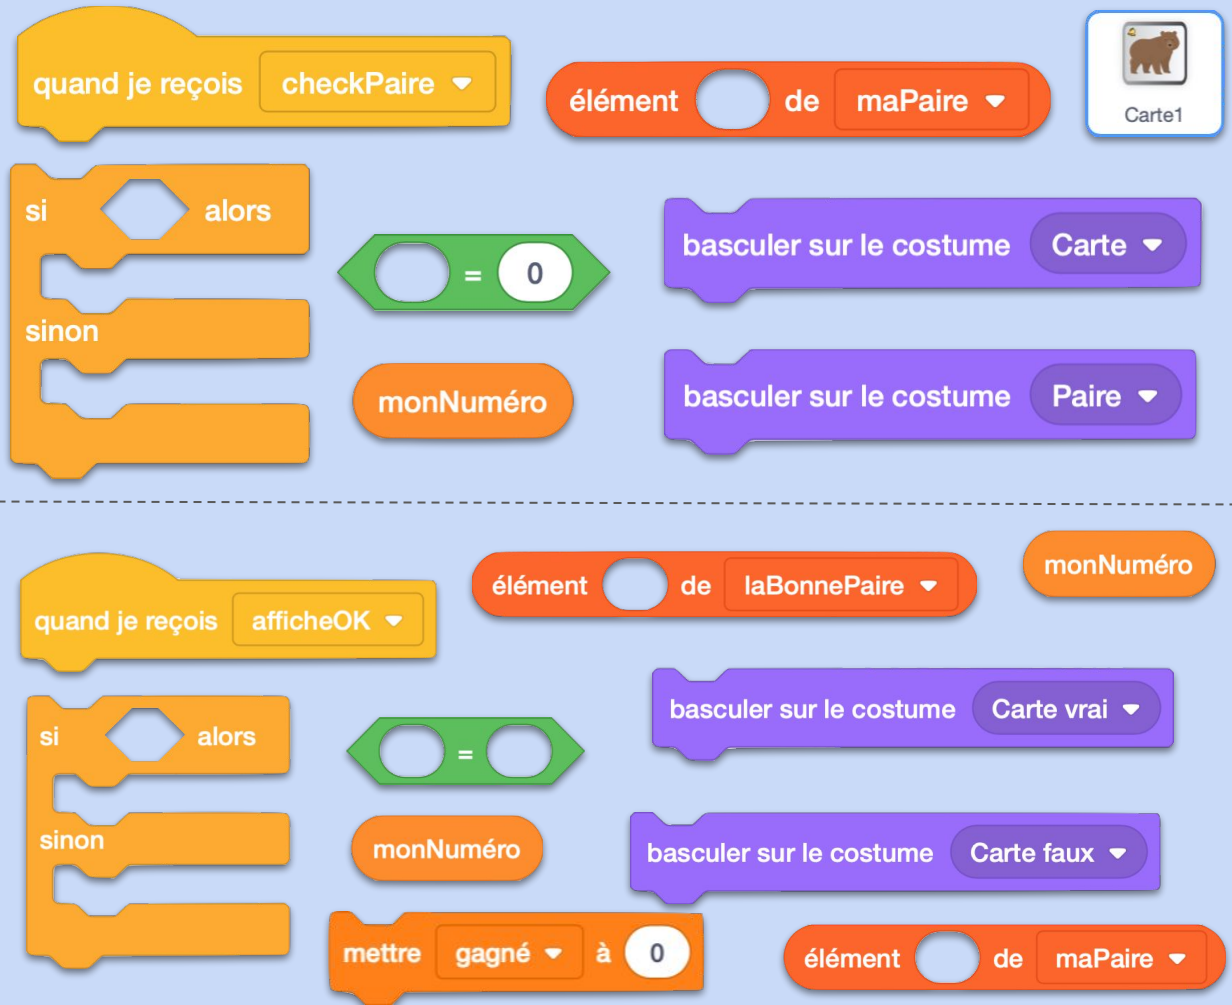 quand je reçois checkPaire
élément de maPaire
Carte1
si alors
sinon
= 0
monNuméro
basculer sur le costume Carte
basculer sur le costume Paire
quand je reçois afficheOK
élément de laBonnePaire
monNuméro
si alors
sinon
=
monNuméro
basculer sur le costume Carte vrai
basculer sur le costume Carte faux
mettre gagné à 0
élément de maPaire